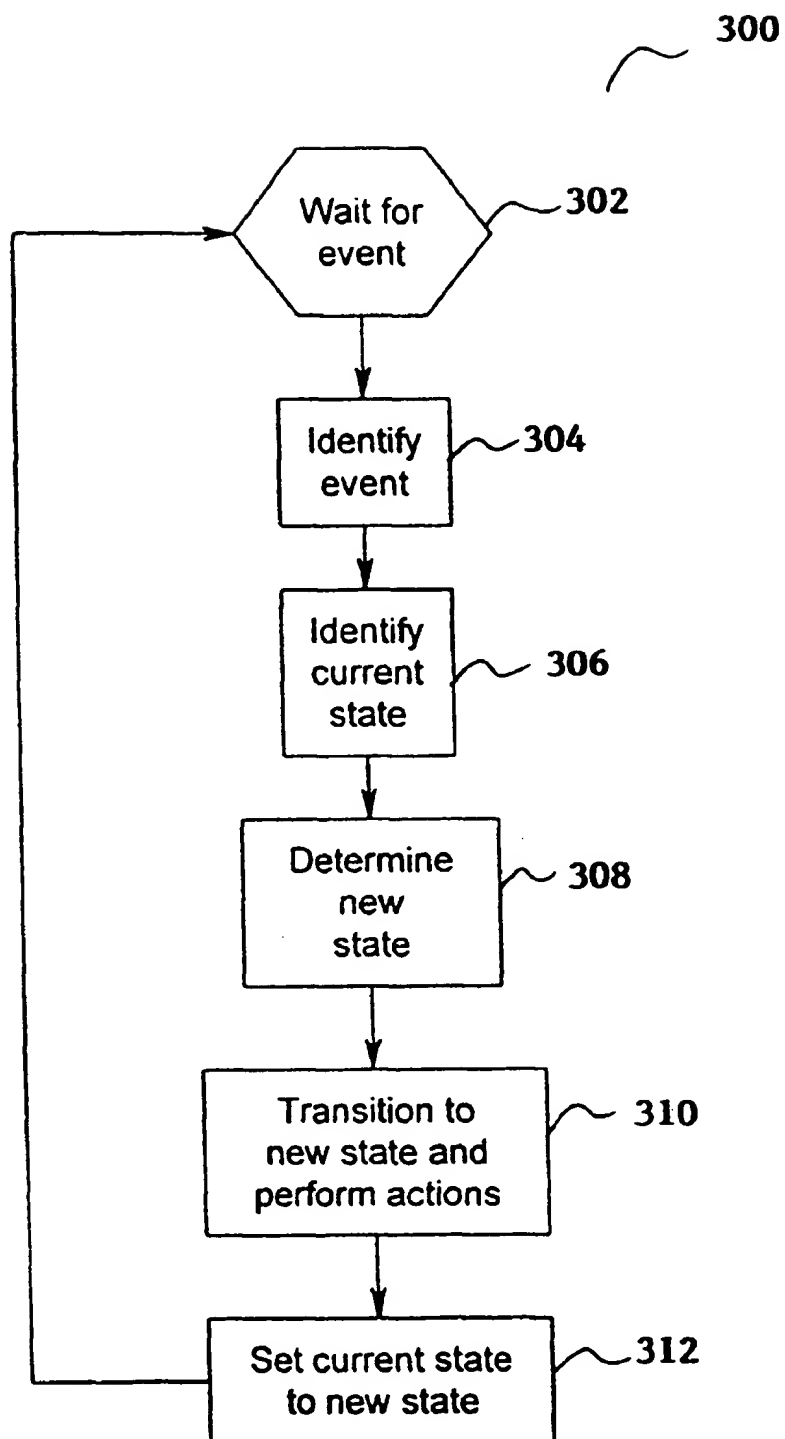 300
Wait for
event
302
Identify
event
304
Identify
current
state
306
Determine
new
state
308
Transition to
new state and
perform actions
310
Set current state
to new state
312